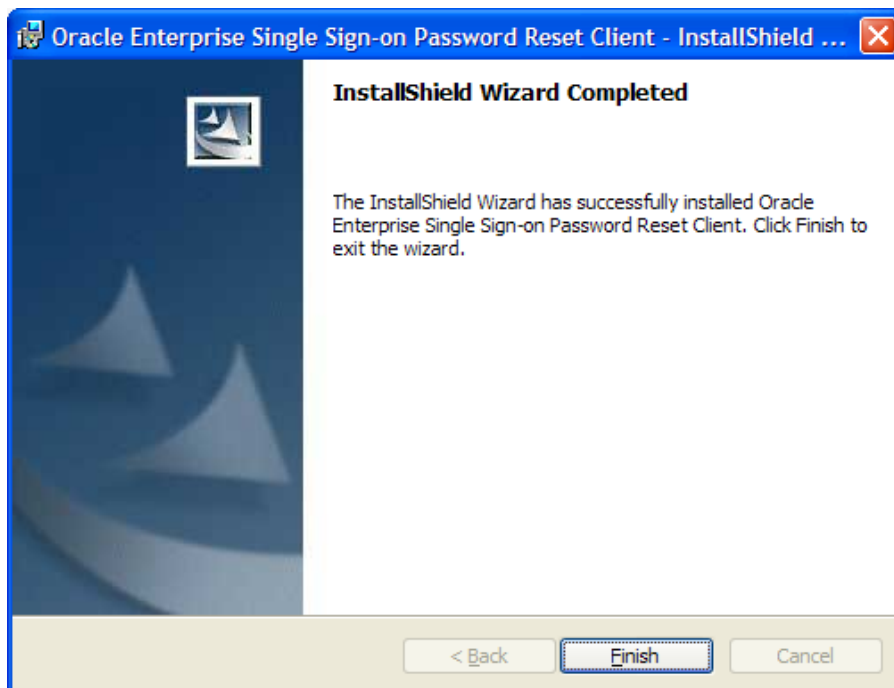 Oracle Enterprise Single Sign-on Password Reset Client - InstallShield ...
InstallShield Wizard Completed
The InstallShield Wizard has successfully installed Oracle
Enterprise Single Sign-on Password Reset Client. Click Finish to
exit the wizard.
< Back
Finish
Cancel